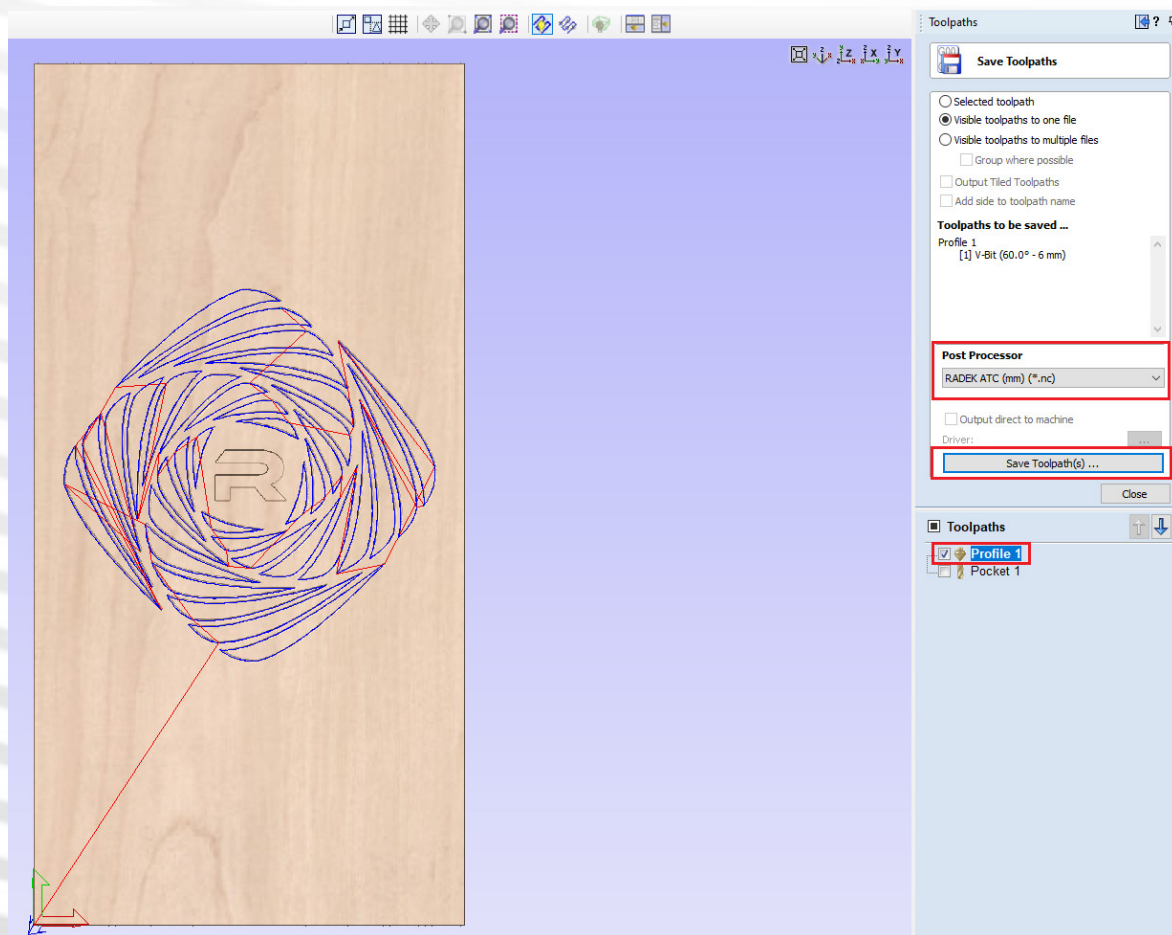 Toolpaths
?
Z
X
Y
Save Toolpaths
Selected toolpath
Visible toolpaths to one file
Visible toolpaths to multiple files
Group where possible
Output Tiled Toolpaths
Add side to toolpath name
Toolpaths to be saved ...
Profile 1
[1] V-Bit (60.0° - 6 mm)
Post Processor
RADEK ATC (mm) (*.nc)
Output direct to machine
Driver:
...
Save Toolpath(s) ...
Close
Toolpaths
Profile 1
Pocket 1
R